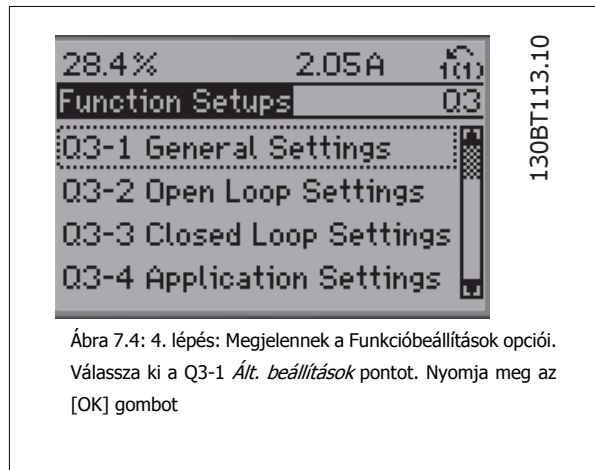 28.4% 2.05A 1(1)
Function Setups Q3
Q3-1 General Settings
Q3-2 Open Loop Settings
Q3-3 Closed Loop Settings
Q3-4 Application Settings
130BT113.10
Ábra 7.4: 4. lépés: Megjelennek a Funkcióbeállítások opciói.
Válassza ki a Q3-1 Ált. beállítások pontot. Nyomja meg az
[OK] gombot